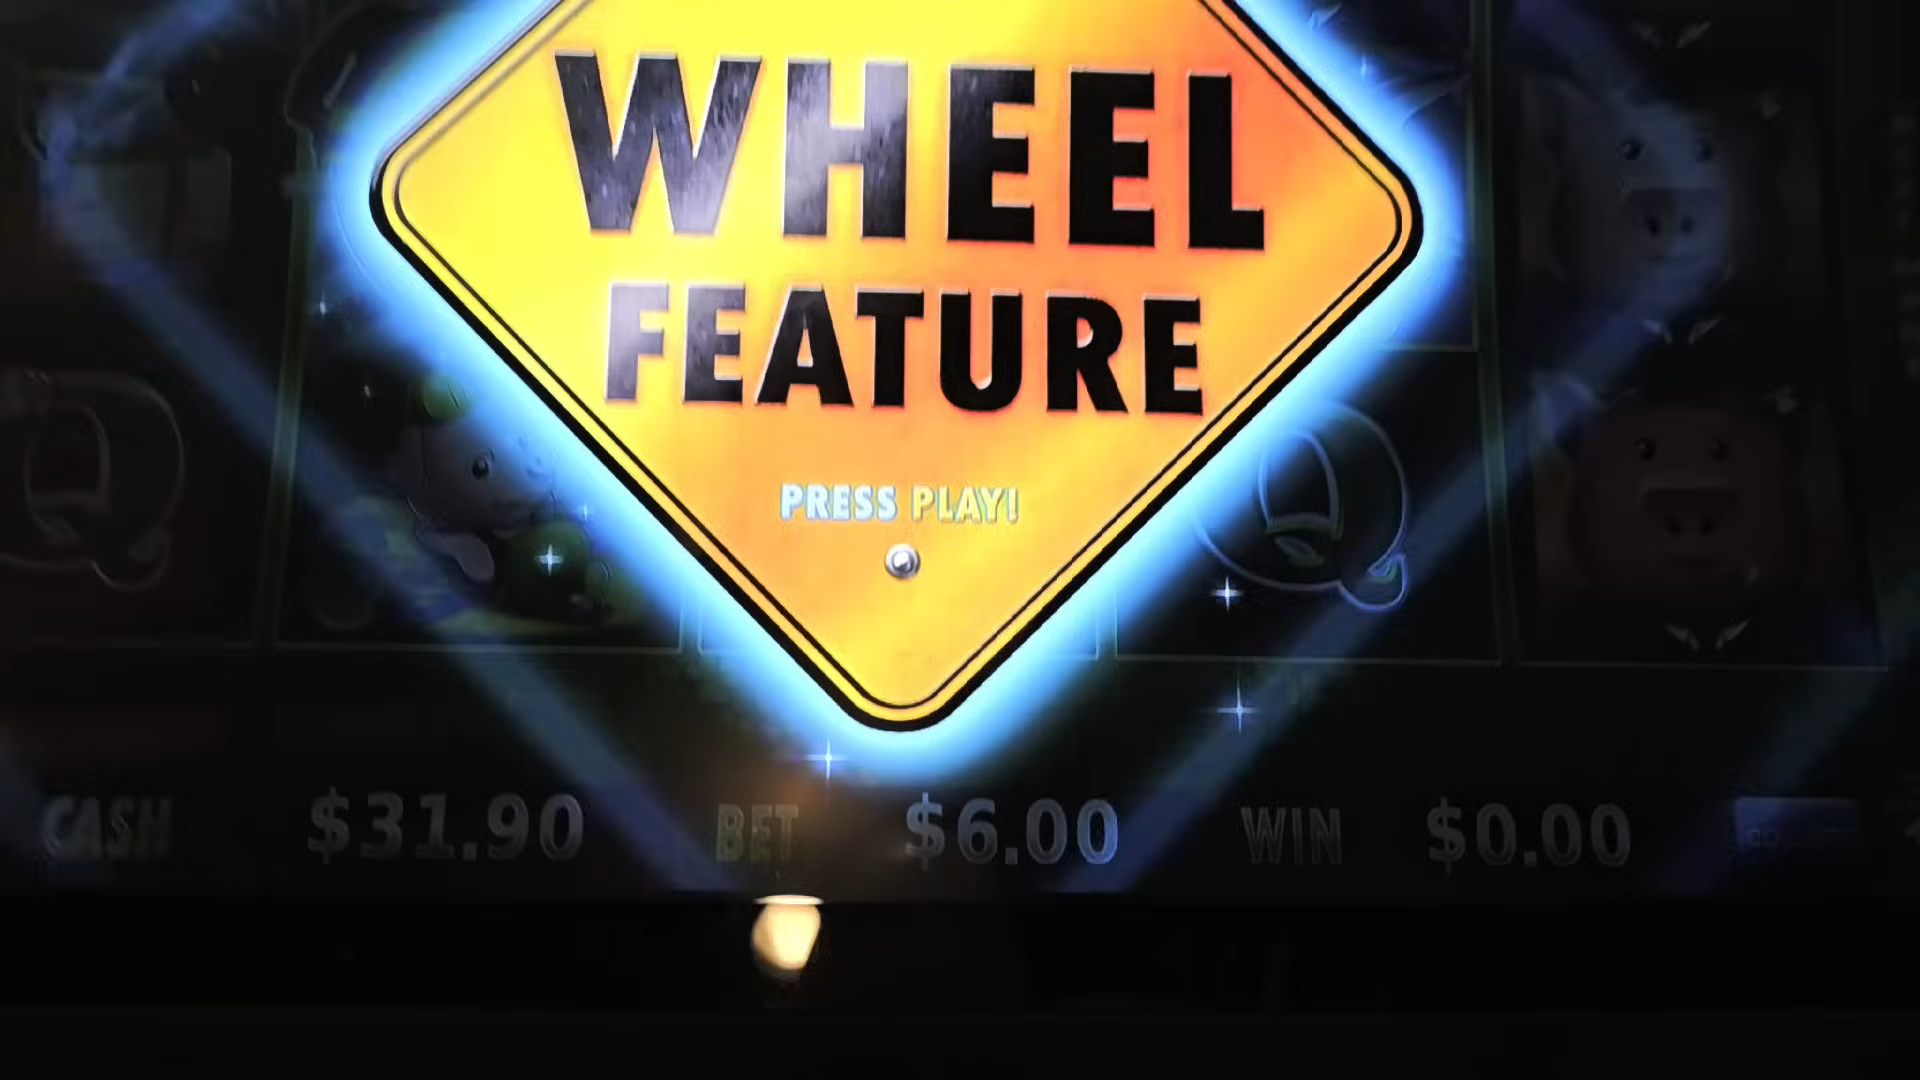 WHEEL
FEATURE
PRESS PLAY!
Q
Q
CASH $31.90 BET $6.00 WIN $0.00